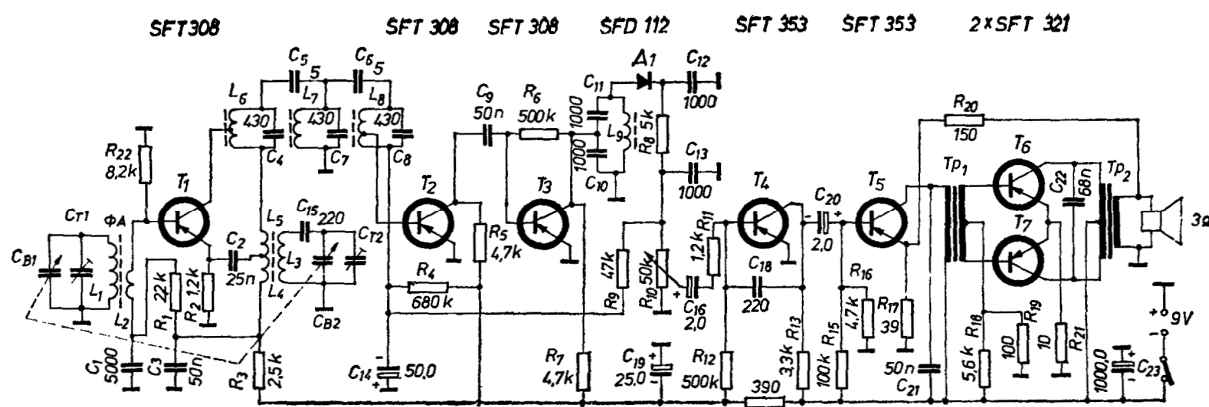 SFT308 SFT 308 SFT 308 SFD 112 SFT 353 SFT 353 2×SFT 321
C5 C6 Δ1 C12
5 5
L6 L7 L8 C9 R6 C11 1000 R20
430 430 430 50n 500k 1000 L9 R8 5k 150
C4 C7 C8 1000 C13
R22 C10 1000
8,2k T1 T2 T3 T4 C20 T5 Tp1 T6 C22 68n Tp2
CT1 ΦA C2 L5 C15 220 CT2 R5 R11 - + T7 3Ω
CB1 L1 25n L3 4,7k 1,2k 2,0
L2 R1 22k R2 1,2k L4 R4 47k R10 50k C18 R16 R17
CB2 680k R9 + C16 220 4,7k 39 9V
2,0 R13 R15 R18 R19 R21 + -
C1 5000 C3 50n R3 2,5k C14 - + 50,0 R7 4,7k C19 25,0 + - R12 500k 3,3k 100k 50n C21 5,6k 100 10 1000,0 + - C23
390